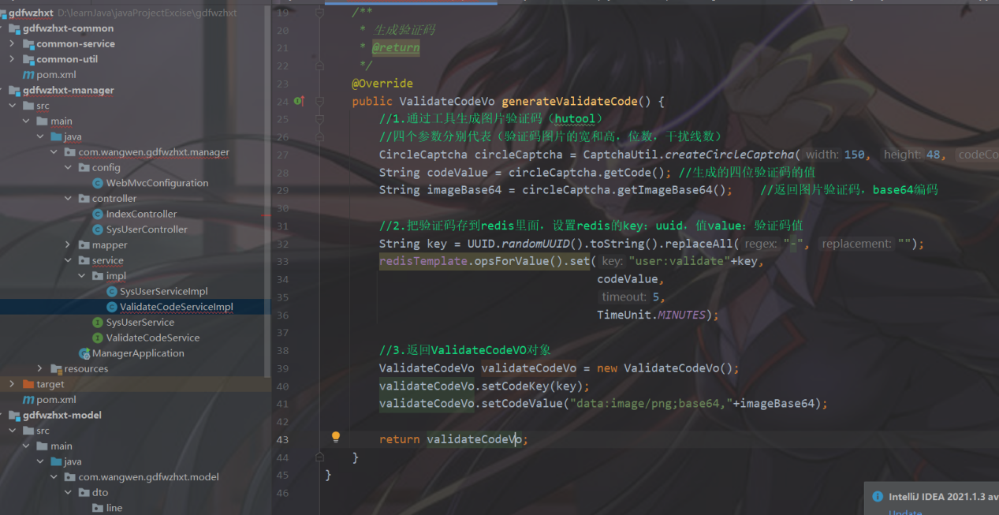 gdfwzhxt D:\learnJava\javaProjectExcise\gdfwzhxt
gdfwzhxt-common
common-service
common-util
pom.xml
gdfwzhxt-manager
src
main
java
com.wangwen.gdfwzhxt.manager
config
WebMvcConfiguration
controller
IndexController
SysUserController
mapper
service
impl
SysUserServiceImpl
ValidateCodeServiceImpl
SysUserService
ValidateCodeService
ManagerApplication
resources
target
pom.xml
gdfwzhxt-model
src
main
java
com.wangwen.gdfwzhxt.model
dto
line
19 /**
20 * 生成验证码
21 * @return
22 */
23 @Override
24 public ValidateCodeVo generateValidateCode() {
25 //1.通过工具生成图片验证码（hutool）
26 //四个参数分别代表（验证码图片的宽和高，位数，干扰线数）
27 CircleCaptcha circleCaptcha = CaptchaUtil.createCircleCaptcha( width: 150, height: 48, codeCo
28 String codeValue = circleCaptcha.getCode(); //生成的四位验证码的值
29 String imageBase64 = circleCaptcha.getImageBase64(); //返回图片验证码，base64编码
30
31 //2.把验证码存到redis里面，设置redis的key：uuid，值value：验证码值
32 String key = UUID.randomUUID().toString().replaceAll( regex: "-", replacement: "");
33 redisTemplate.opsForValue().set( key: "user:validate"+key,
34 codeValue,
35 timeout: 5,
36 TimeUnit.MINUTES);
37
38 //3.返回ValidateCodeVO对象
39 ValidateCodeVo validateCodeVo = new ValidateCodeVo();
40 validateCodeVo.setCodeKey(key);
41 validateCodeVo.setCodeValue("data:image/png;base64,"+imageBase64);
42
43 return validateCodeVo;
44 }
45 }
46
IntelliJ IDEA 2021.1.3 av
Update